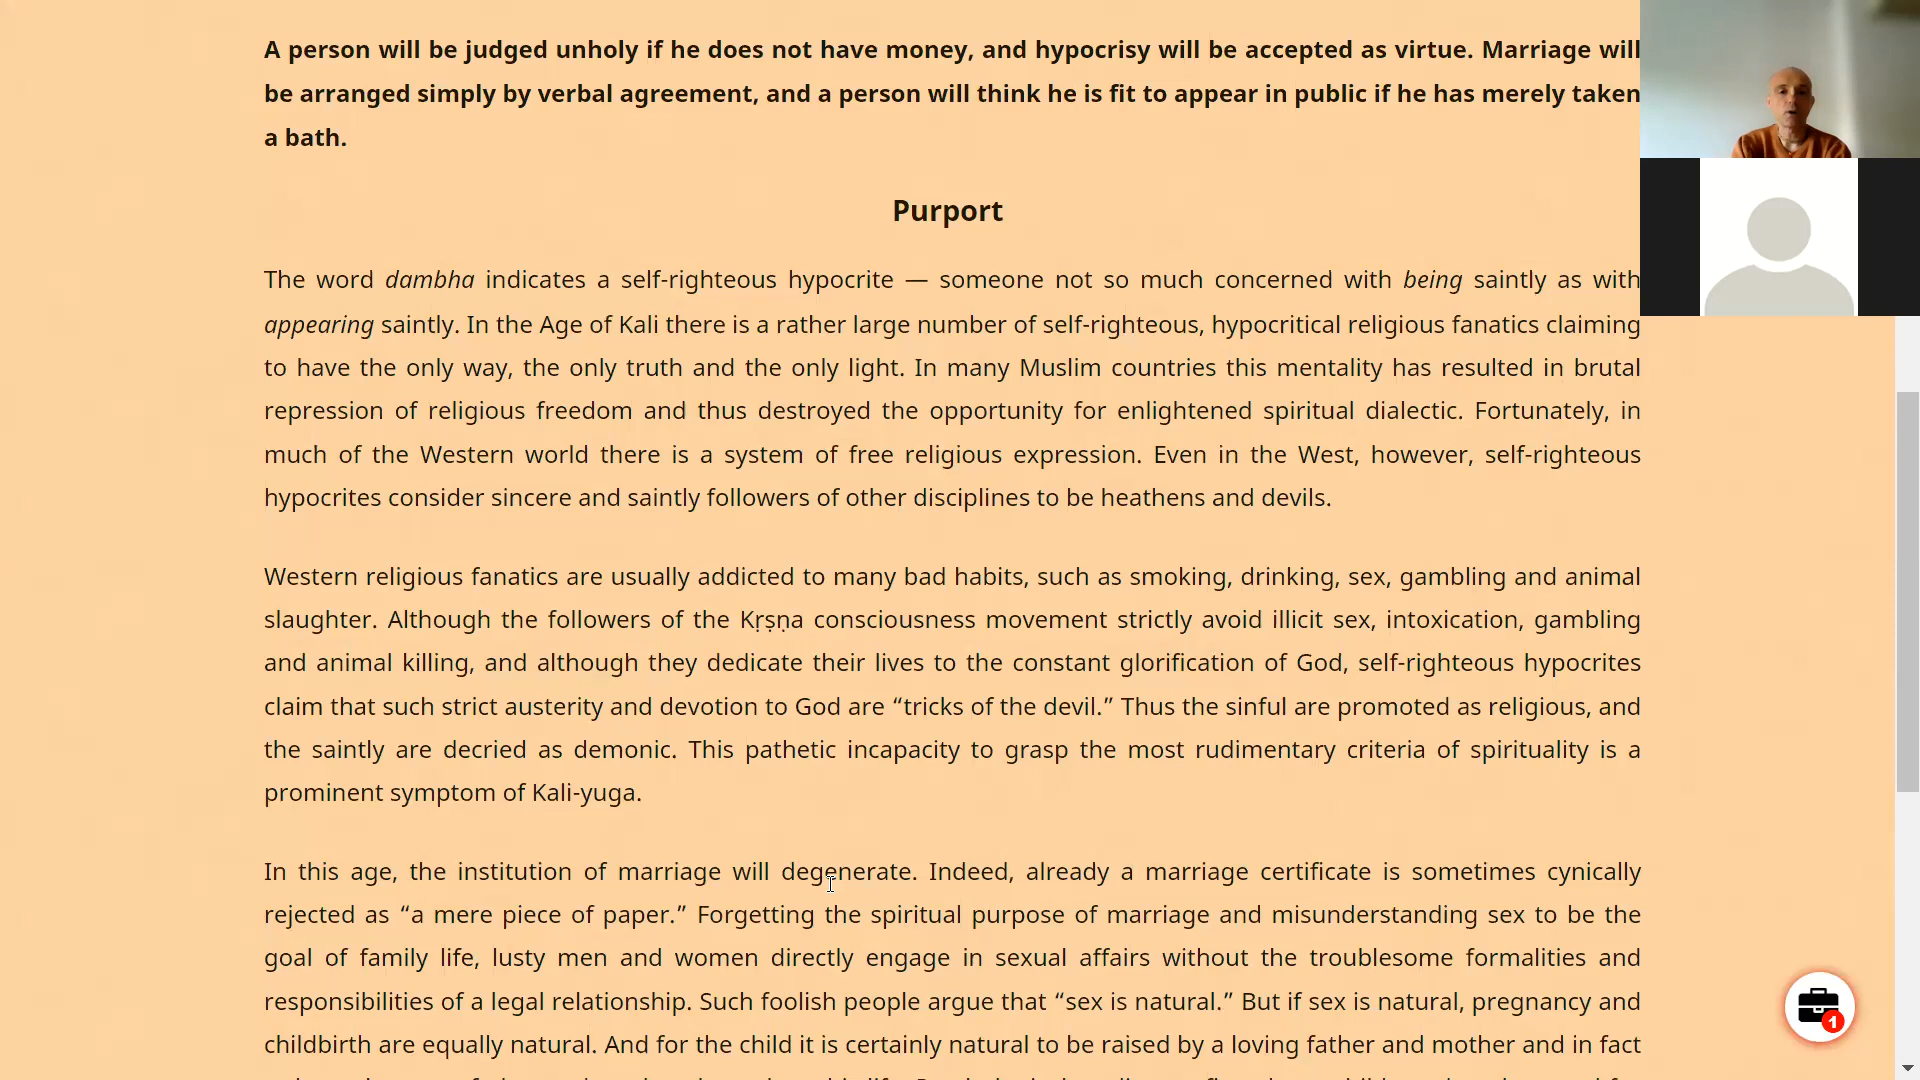 A person will be judged unholy if he does not have money, and hypocrisy will be accepted as virtue. Marriage will
be arranged simply by verbal agreement, and a person will think he is fit to appear in public if he has merely taken
a bath.
Purport
The word dambha indicates a self-righteous hypocrite — someone not so much concerned with being saintly as with
appearing saintly. In the Age of Kali there is a rather large number of self-righteous, hypocritical religious fanatics claiming
to have the only way, the only truth and the only light. In many Muslim countries this mentality has resulted in brutal
repression of religious freedom and thus destroyed the opportunity for enlightened spiritual dialectic. Fortunately, in
much of the Western world there is a system of free religious expression. Even in the West, however, self-righteous
hypocrites consider sincere and saintly followers of other disciplines to be heathens and devils.
Western religious fanatics are usually addicted to many bad habits, such as smoking, drinking, sex, gambling and animal
slaughter. Although the followers of the Kṛṣṇa consciousness movement strictly avoid illicit sex, intoxication, gambling
and animal killing, and although they dedicate their lives to the constant glorification of God, self-righteous hypocrites
claim that such strict austerity and devotion to God are “tricks of the devil.” Thus the sinful are promoted as religious, and
the saintly are decried as demonic. This pathetic incapacity to grasp the most rudimentary criteria of spirituality is a
prominent symptom of Kali-yuga.
In this age, the institution of marriage will degenerate. Indeed, already a marriage certificate is sometimes cynically
rejected as “a mere piece of paper.” Forgetting the spiritual purpose of marriage and misunderstanding sex to be the
goal of family life, lusty men and women directly engage in sexual affairs without the troublesome formalities and
responsibilities of a legal relationship. Such foolish people argue that “sex is natural.” But if sex is natural, pregnancy and
childbirth are equally natural. And for the child it is certainly natural to be raised by a loving father and mother and in fact
1